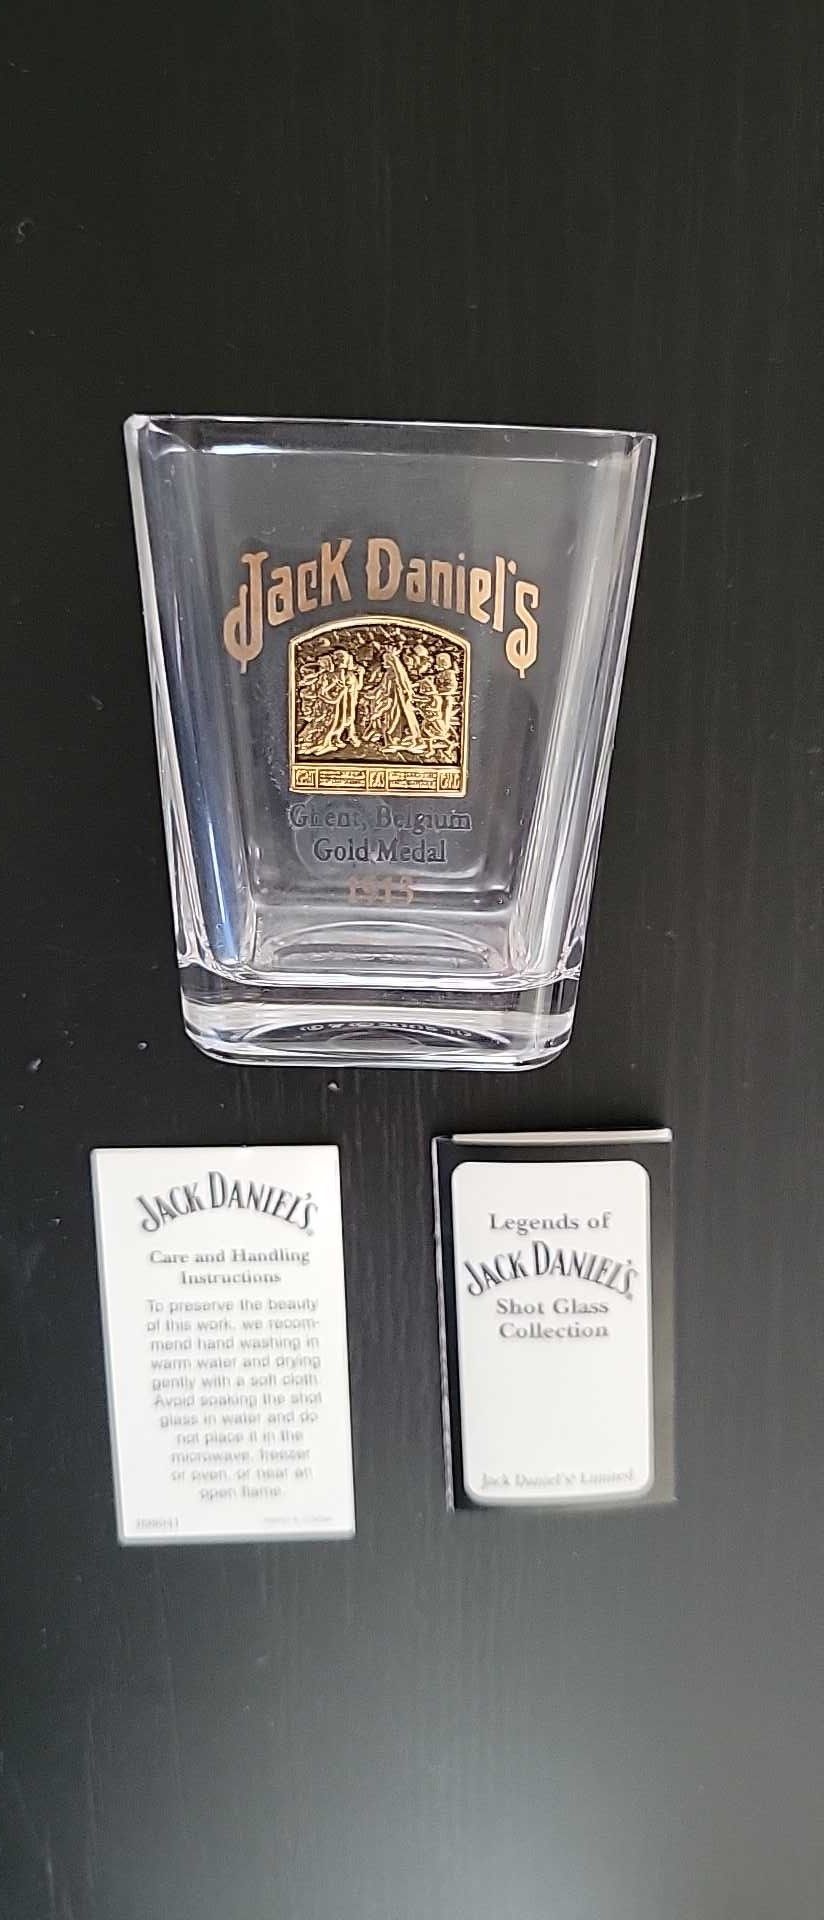 Jack Daniel's
Ghent, Belgium
Gold Medal
1913
JACK DANIEL'S
Care and Handling
Instructions
To preserve the beauty
of this work, we recom-
mend hand washing in
warm water and drying
gently with a soft cloth.
Avoid soaking the shot
glass in water and do
not place it in the
microwave, freezer
or oven, or near an
open flame.
Legends of
JACK DANIEL'S
Shot Glass
Collection
Jack Daniel's® Limited